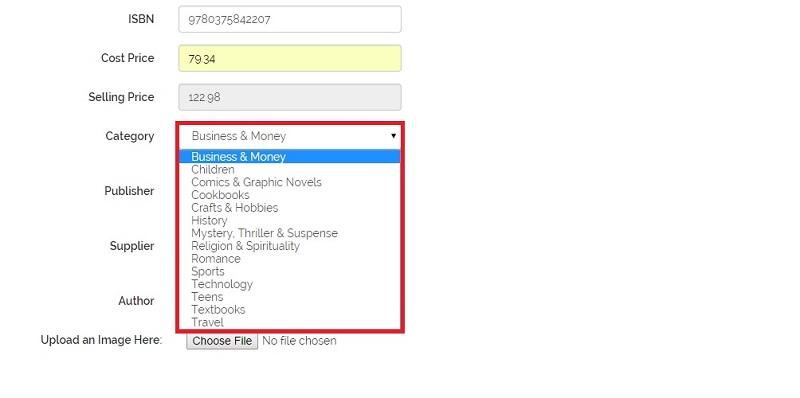 ISBN 9780375842207
Cost Price 79.34
Selling Price 122.98
Category Business & Money
Business & Money
Children
Comics & Graphic Novels
Publisher
Cookbooks
Crafts & Hobbies
History
Mystery, Thriller & Suspense
Supplier
Religion & Spirituality
Romance
Sports
Technology
Author
Teens
Textbooks
Travel
Upload an Image Here: Choose File No file chosen